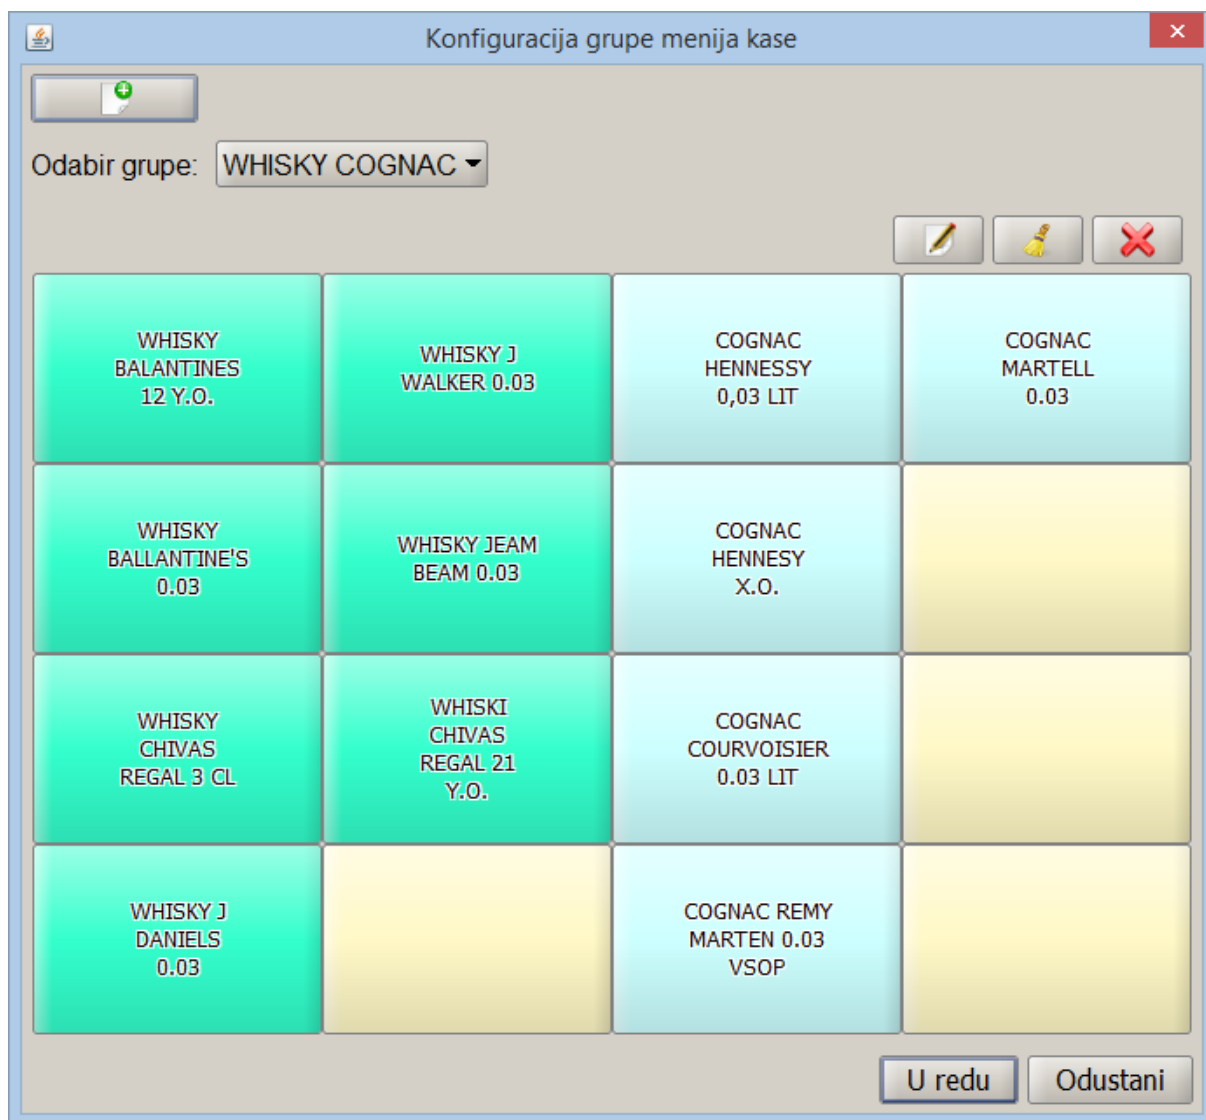 Konfiguracija grupe menija kase
Odabir grupe: WHISKY COGNAC
WHISKY
BALANTINES
12 Y.O.
WHISKY J
WALKER 0.03
COGNAC
HENNESSY
0,03 LIT
COGNAC
MARTELL
0.03
WHISKY
BALLANTINE'S
0.03
WHISKY JEAM
BEAM 0.03
COGNAC
HENNESY
X.O.
WHISKY
CHIVAS
REGAL 3 CL
WHISKI
CHIVAS
REGAL 21
Y.O.
COGNAC
COURVOISIER
0.03 LIT
WHISKY J
DANIELS
0.03
COGNAC REMY
MARTEN 0.03
VSOP
U redu
Odustani